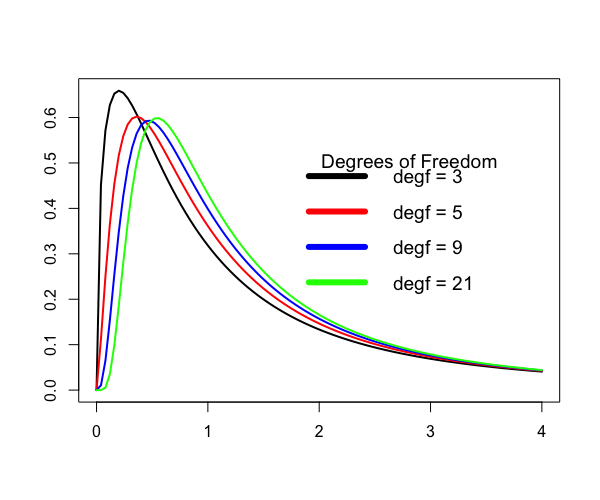 0.6
0.5
0.4
0.3
0.2
0.1
0.0
0 1 2 3 4
Degrees of Freedom
degf = 3
degf = 5
degf = 9
degf = 21